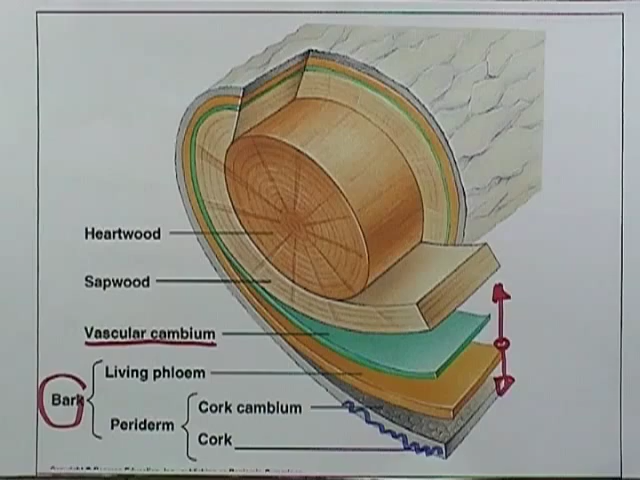 Heartwood
Sapwood
Vascular cambium
Living phloem
Bark
Cork cambium
Periderm
Cork